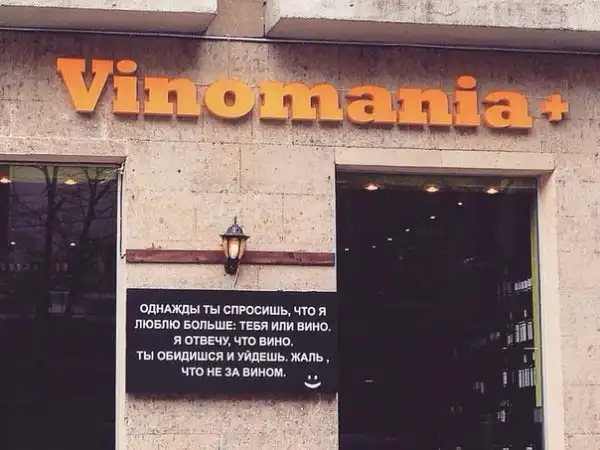 Vinomania+
ОДНАЖДЫ ТЫ СПРОСИШЬ, ЧТО Я
ЛЮБЛЮ БОЛЬШЕ: ТЕБЯ ИЛИ ВИНО.
Я ОТВЕЧУ, ЧТО ВИНО.
ТЫ ОБИДИШСЯ И УЙДЕШЬ. ЖАЛЬ ,
ЧТО НЕ ЗА ВИНОМ.